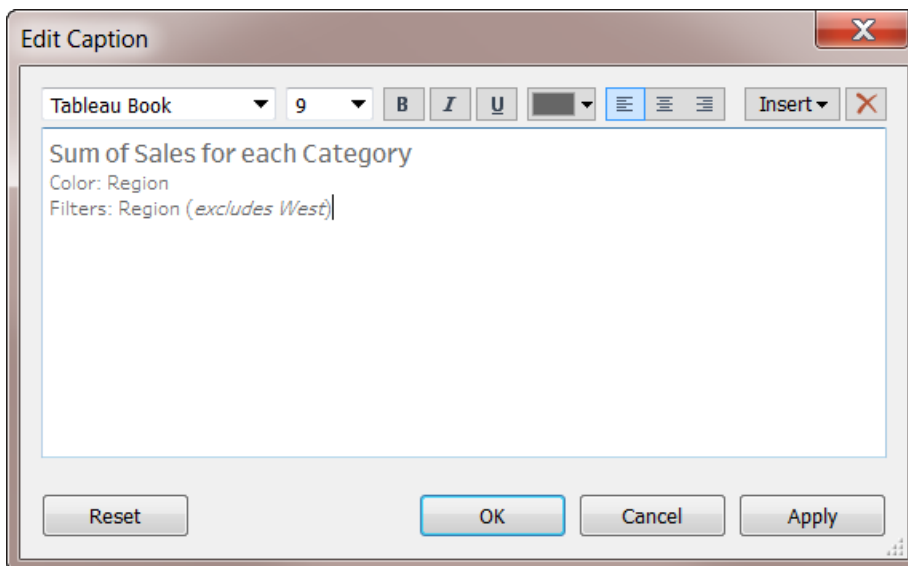 Edit Caption
Tableau Book 9 B I U Insert
Sum of Sales for each Category
Color: Region
Filters: Region (excludes West)
Reset OK Cancel Apply